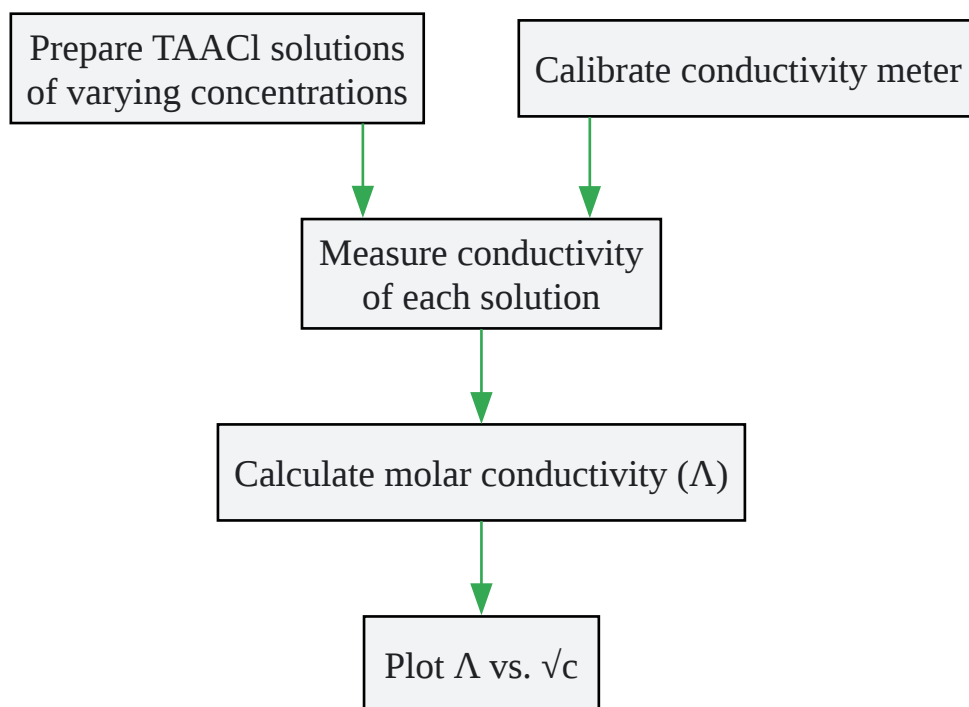 Prepare TAACl solutions
of varying concentrations
Calibrate conductivity meter
Measure conductivity
of each solution
Calculate molar conductivity (Λ)
Plot Λ vs. √c